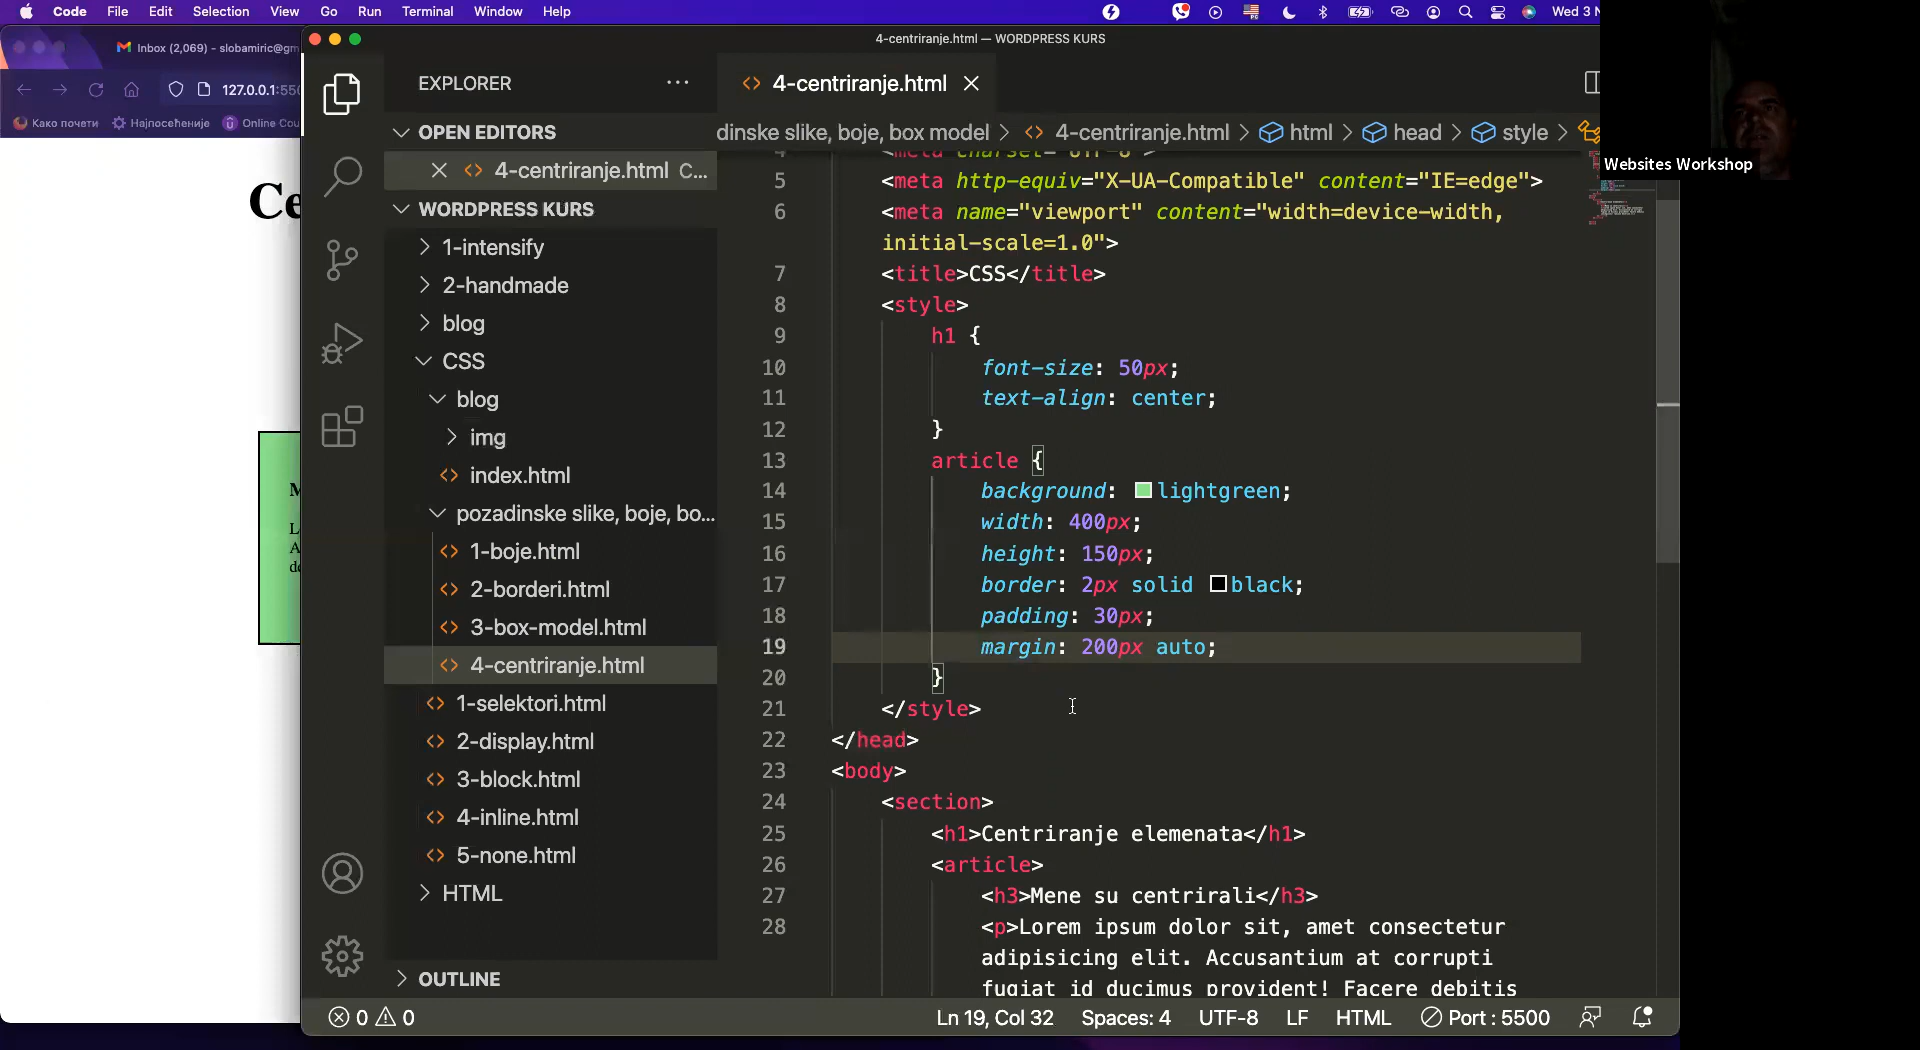 Code File Edit Selection View Go Run Terminal Window Help
Wed 3 N
4-centriranje.html — WORDPRESS KURS
Websites Workshop
Inbox (2,069) - slobamiric@gm
127.0.0.1:550
Како почети Најпосећеније Online Cou
Ce
M
L
A
de
EXPLORER
OPEN EDITORS
4-centriranje.html C...
WORDPRESS KURS
1-intensify
2-handmade
blog
CSS
blog
img
index.html
pozadinske slike, boje, bo...
1-boje.html
2-borderi.html
3-box-model.html
4-centriranje.html
1-selektori.html
2-display.html
3-block.html
4-inline.html
5-none.html
HTML
OUTLINE
4-centriranje.html
dinske slike, boje, box model > 4-centriranje.html > html > head > style >
4 <meta charset="UTF-8">
5 <meta http-equiv="X-UA-Compatible" content="IE=edge">
6 <meta name="viewport" content="width=device-width,
initial-scale=1.0">
7 <title>CSS</title>
8 <style>
9 h1 {
10 font-size: 50px;
11 text-align: center;
12 }
13 article {
14 background: lightgreen;
15 width: 400px;
16 height: 150px;
17 border: 2px solid black;
18 padding: 30px;
19 margin: 200px auto;
20 }
21 </style>
22 </head>
23 <body>
24 <section>
25 <h1>Centriranje elemenata</h1>
26 <article>
27 <h3>Mene su centrirali</h3>
28 <p>Lorem ipsum dolor sit, amet consectetur
adipisicing elit. Accusantium at corrupti
fugiat id ducimus provident! Facere debitis
0 0
Ln 19, Col 32 Spaces: 4 UTF-8 LF HTML Port : 5500